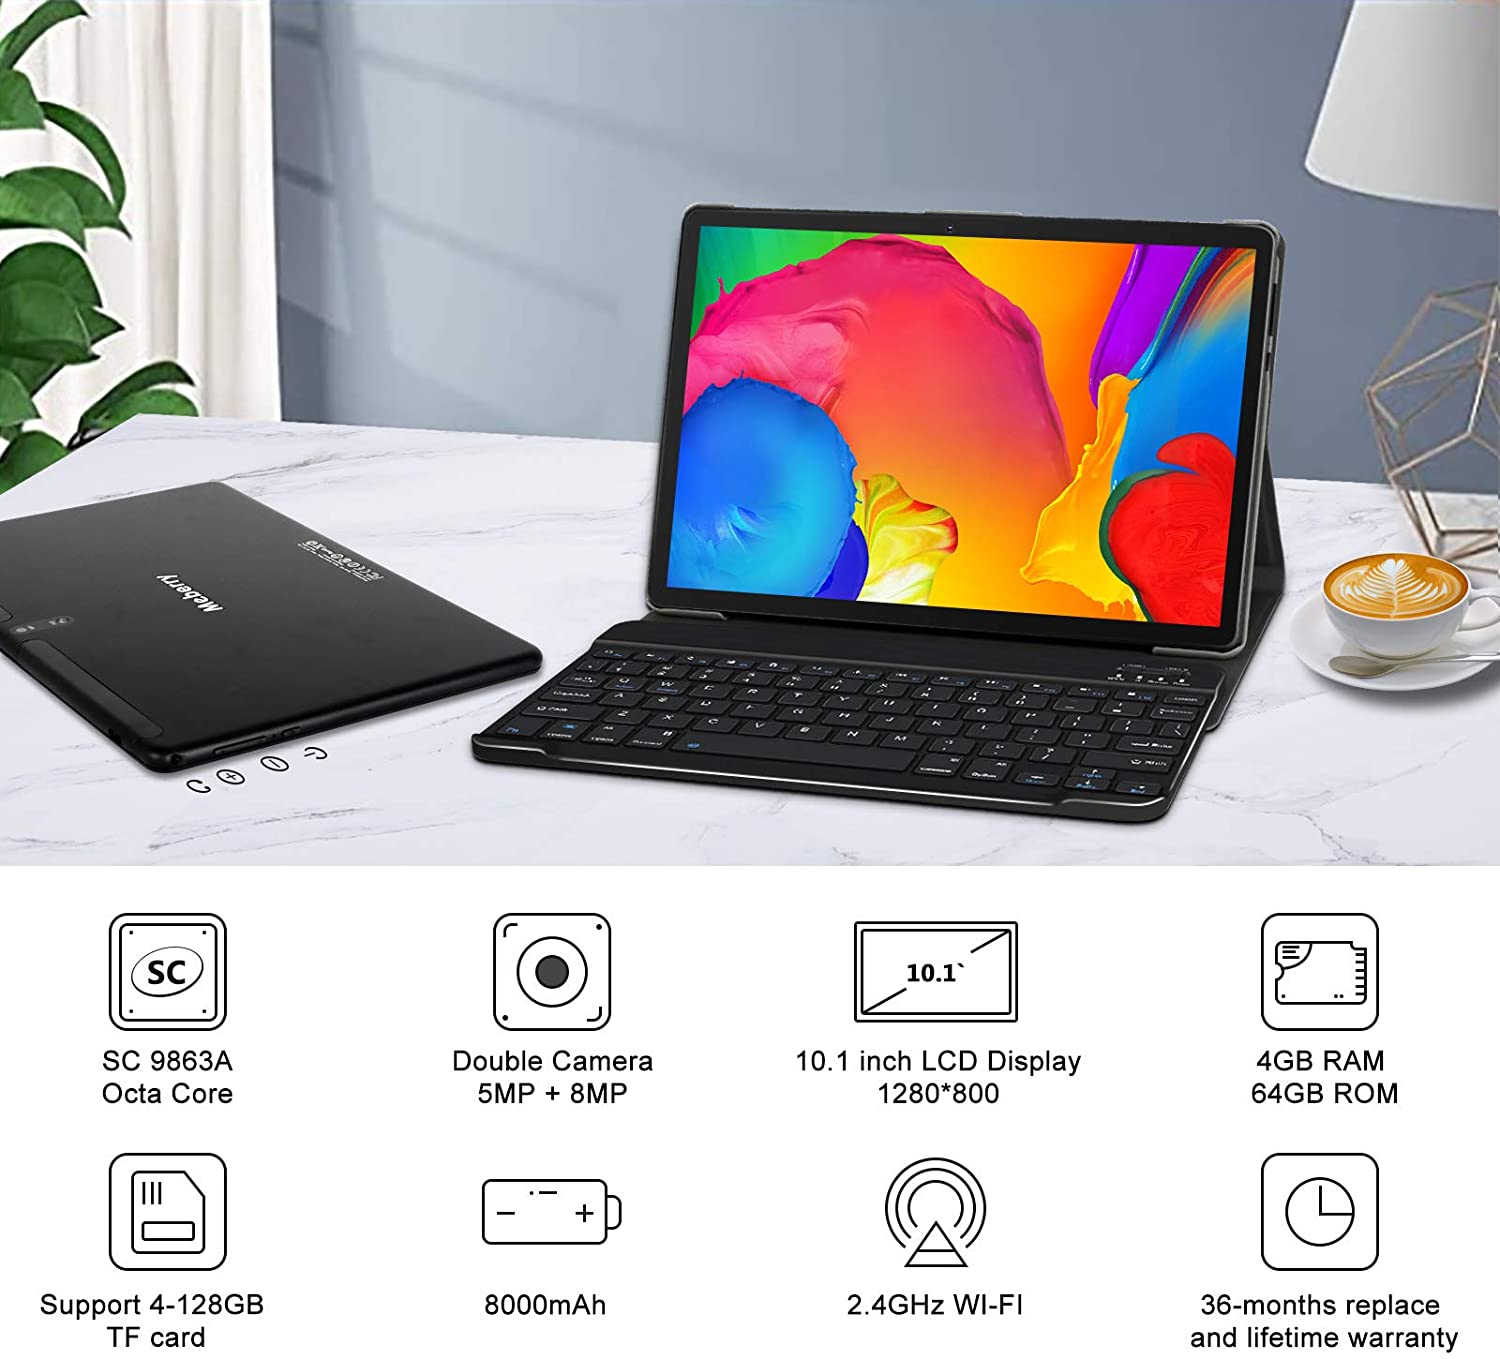 Meberry
SC
SC 9863A
Octa Core
Double Camera
5MP + 8MP
10.1`
10.1 inch LCD Display
1280*800
4GB RAM
64GB ROM
Support 4-128GB
TF card
8000mAh
2.4GHz WI-FI
36-months replace
and lifetime warranty